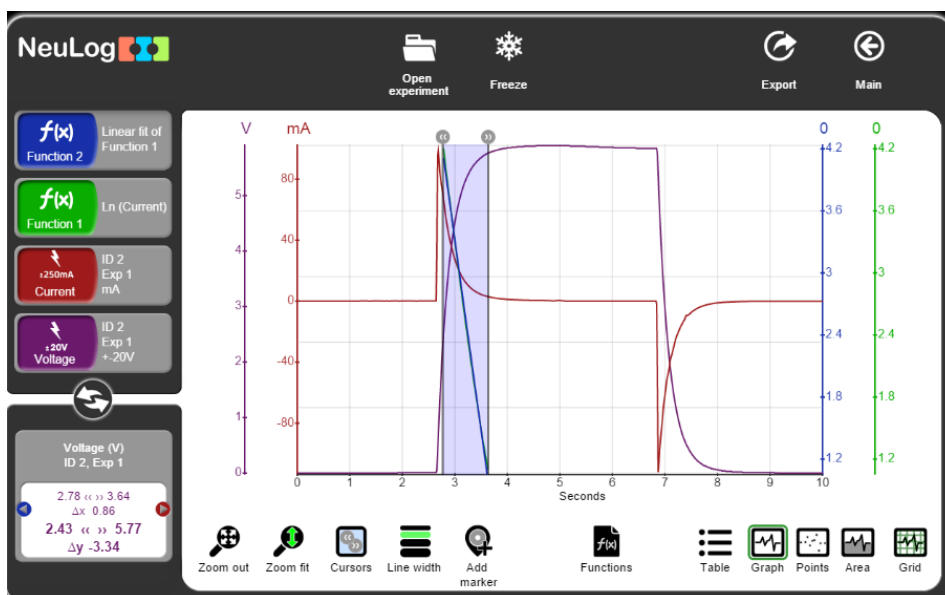 NeuLog
Open
experiment
Freeze
Export
Main
f(x)
Function 2
Linear fit of
Function 1
f(x)
Function 1
Ln (Current)
±250mA
Current
ID 2
Exp 1
mA
±20V
Voltage
ID 2
Exp 1
+-20V
Voltage (V)
ID 2, Exp 1
2.78 ‹‹ ›› 3.64
Δx 0.86
2.43 ‹‹ ›› 5.77
Δy -3.34
V
mA
0
0
5
4
3
2
1
0
80
40
0
-40
-80
4.2
3.6
3
2.4
1.8
1.2
4.2
3.6
3
2.4
1.8
1.2
0 1 2 3 4 5 6 7 8 9 10
Seconds
Zoom out
Zoom fit
Cursors
Line width
Add
marker
f(x)
Functions
Table
Graph
Points
Area
Grid